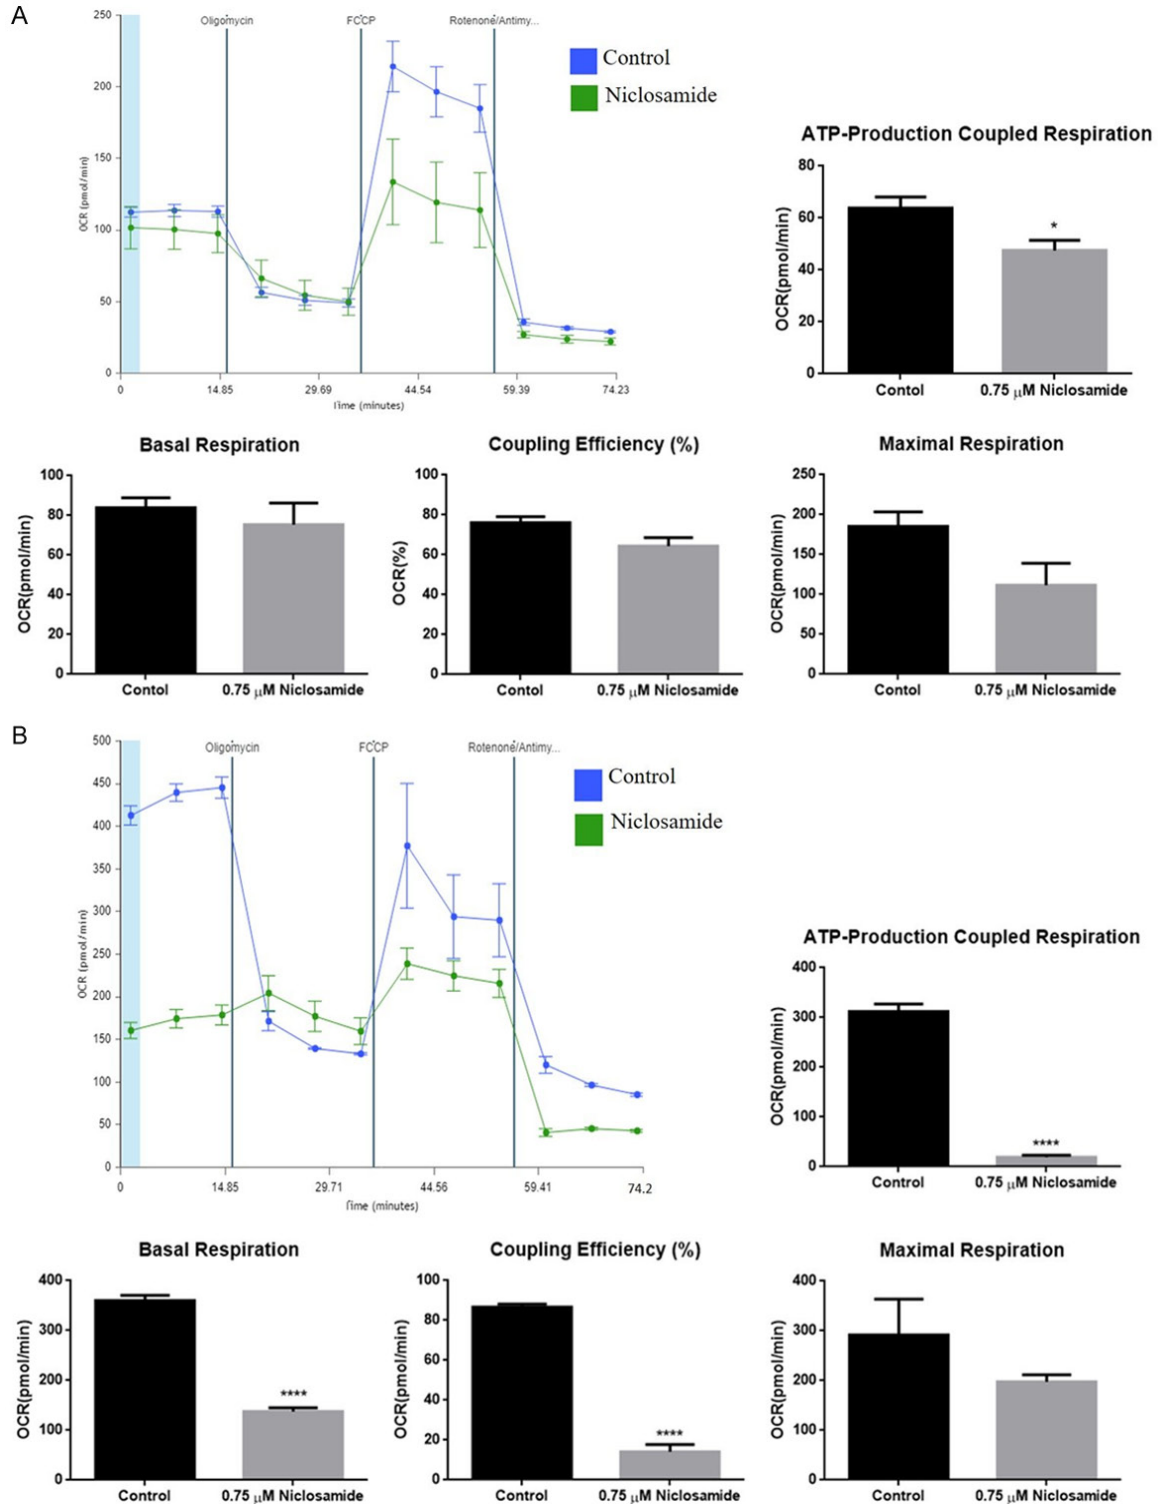 A
250
200
150
100
50
0
OCR (pmol/min)
Oligomycin
FCCP
Rotenone/Antimy...
0 14.85 29.69 44.54 59.39 74.23
Time (minutes)
Control
Niclosamide
ATP-Production Coupled Respiration
80
60
40
20
0
OCR(pmol/min)
*
Contol 0.75 μM Niclosamide
Basal Respiration
100
80
60
40
20
0
OCR(pmol/min)
Contol 0.75 μM Niclosamide
Coupling Efficiency (%)
100
80
60
40
20
0
OCR(%)
Contol 0.75 μM Niclosamide
Maximal Respiration
250
200
150
100
50
0
OCR(pmol/min)
Contol 0.75 μM Niclosamide
B
500
450
400
350
300
250
200
150
100
50
0
OCR (pmol/min)
Oligomycin
FCCP
Rotenone/Antimy...
0 14.85 29.71 44.56 59.41 74.2
Time (minutes)
Control
Niclosamide
ATP-Production Coupled Respiration
400
300
200
100
0
OCR(pmol/min)
****
Control 0.75 μM Niclosamide
Basal Respiration
400
300
200
100
0
OCR(pmol/min)
****
Control 0.75 μM Niclosamide
Coupling Efficiency (%)
100
80
60
40
20
0
OCR(pmol/min)
****
Control 0.75 μM Niclosamide
Maximal Respiration
400
300
200
100
0
OCR(pmol/min)
Control 0.75 μM Niclosamide